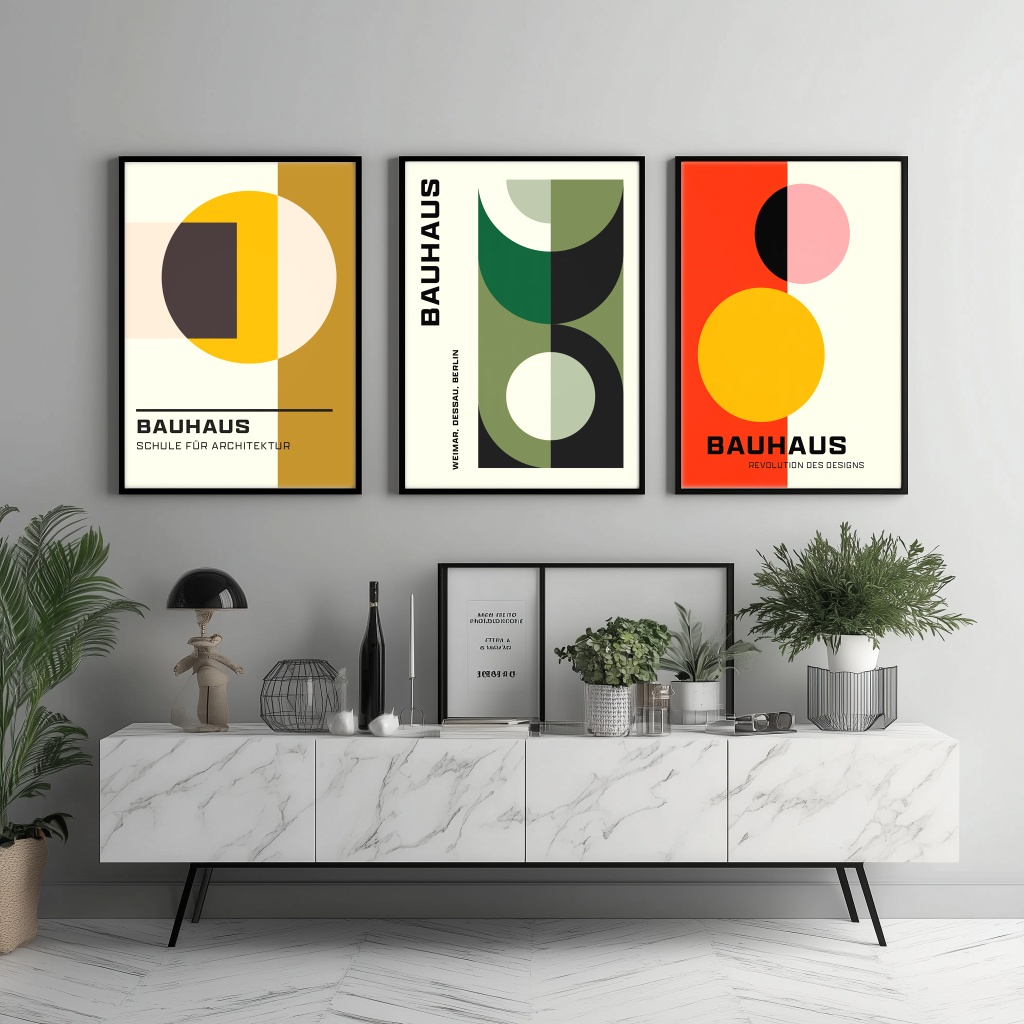 BAUHAUS
SCHULE FÜR ARCHITEKTUR
BAUHAUS
WEIMAR, DESSAU, BERLIN
BAUHAUS
REVOLUTION DES DESIGNS